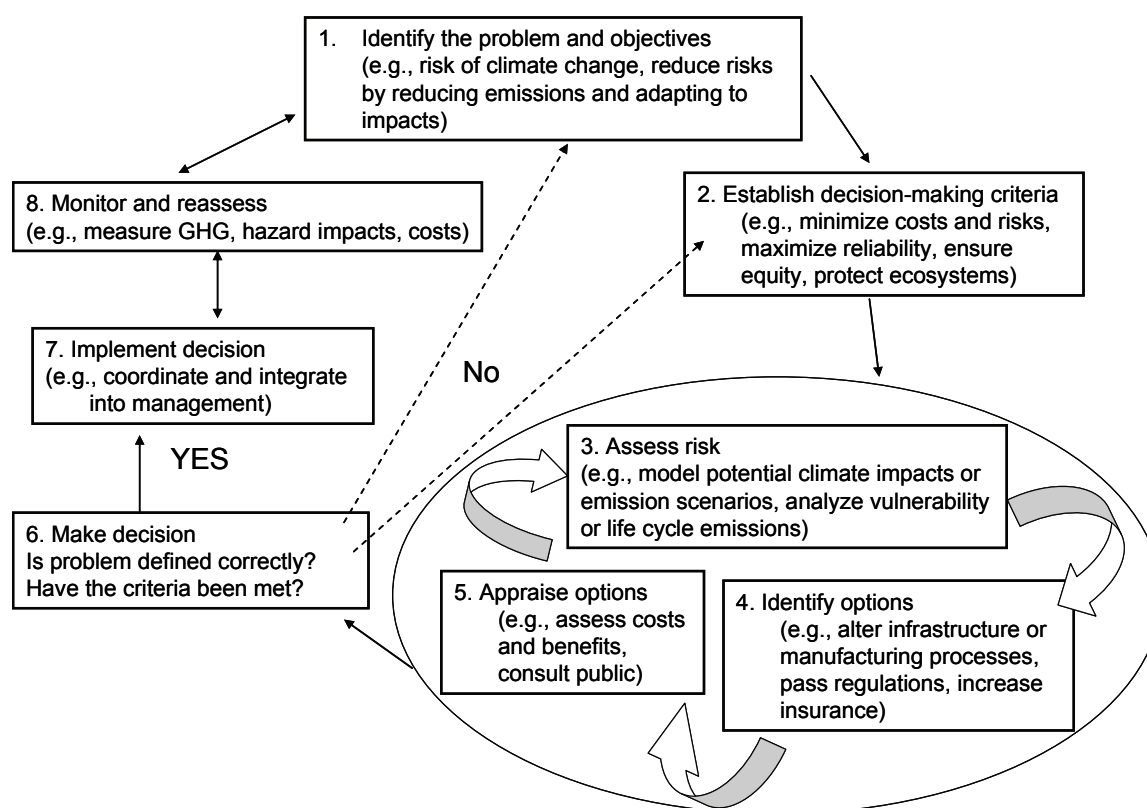 1. Identify the problem and objectives
(e.g., risk of climate change, reduce risks
by reducing emissions and adapting to
impacts)
2. Establish decision-making criteria
(e.g., minimize costs and risks,
maximize reliability, ensure
equity, protect ecosystems)
8. Monitor and reassess
(e.g., measure GHG, hazard impacts, costs)
7. Implement decision
(e.g., coordinate and integrate
into management)
No
YES
3. Assess risk
(e.g., model potential climate impacts or
emission scenarios, analyze vulnerability
or life cycle emissions)
6. Make decision
Is problem defined correctly?
Have the criteria been met?
5. Appraise options
(e.g., assess costs
and benefits,
consult public)
4. Identify options
(e.g., alter infrastructure or
manufacturing processes,
pass regulations, increase
insurance)